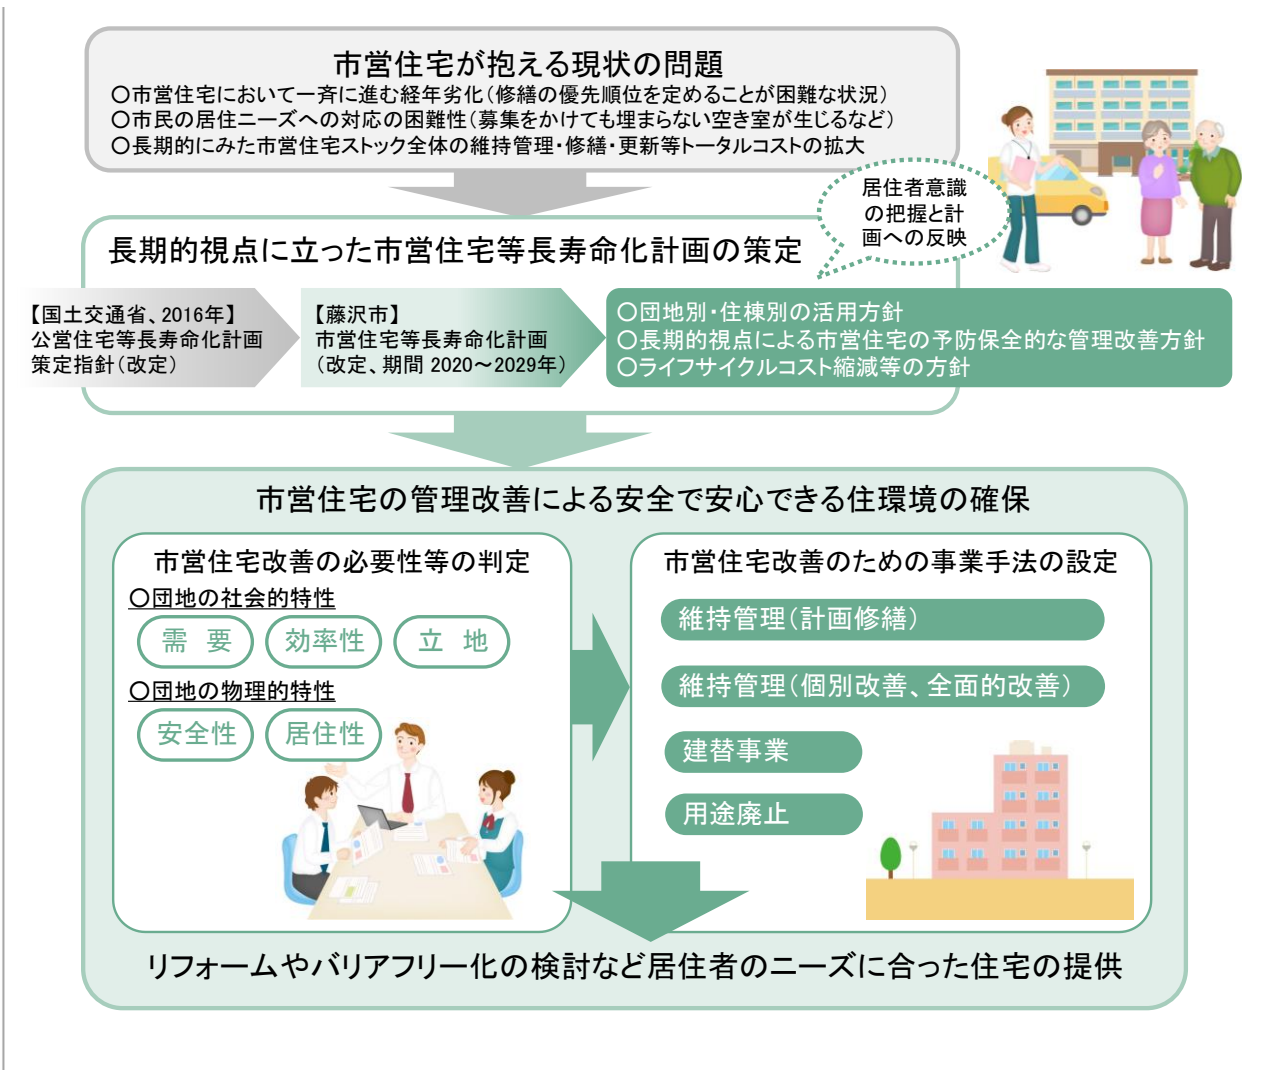 市営住宅が抱える現状の問題
○市営住宅において一斉に進む経年劣化（修繕の優先順位を定めることが困難な状況）
○市民の居住ニーズへの対応の困難性（募集をかけても埋まらない空き室が生じるなど）
○長期的にみた市営住宅ストック全体の維持管理・修繕・更新等トータルコストの拡大
居住者意識
の把握と計
画への反映
長期的視点に立った市営住宅等長寿命化計画の策定
【国土交通省、2016年】
公営住宅等長寿命化計画
策定指針（改定）
【藤沢市】
市営住宅等長寿命化計画
（改定、期間 2020～2029年）
○団地別・住棟別の活用方針
○長期的視点による市営住宅の予防保全的な管理改善方針
○ライフサイクルコスト縮減等の方針
市営住宅の管理改善による安全で安心できる住環境の確保
市営住宅改善の必要性等の判定
○団地の社会的特性
需　要
効率性
立　地
○団地の物理的特性
安全性
居住性
市営住宅改善のための事業手法の設定
維持管理（計画修繕）
維持管理（個別改善、全面的改善）
建替事業
用途廃止
リフォームやバリアフリー化の検討など居住者のニーズに合った住宅の提供